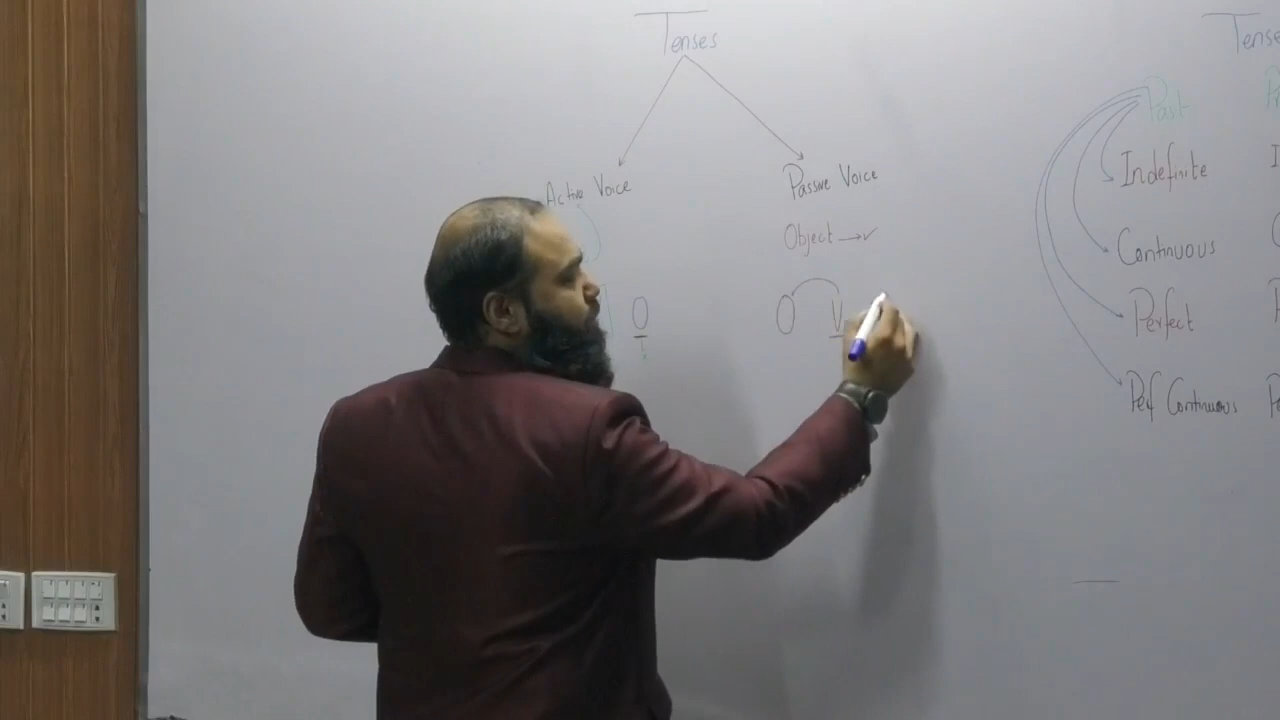 Tenses
Active Voice
Passive Voice
Object →✓
O
O V
Tense
Past
Indefinite
Continuous
Perfect
Perf Continuous